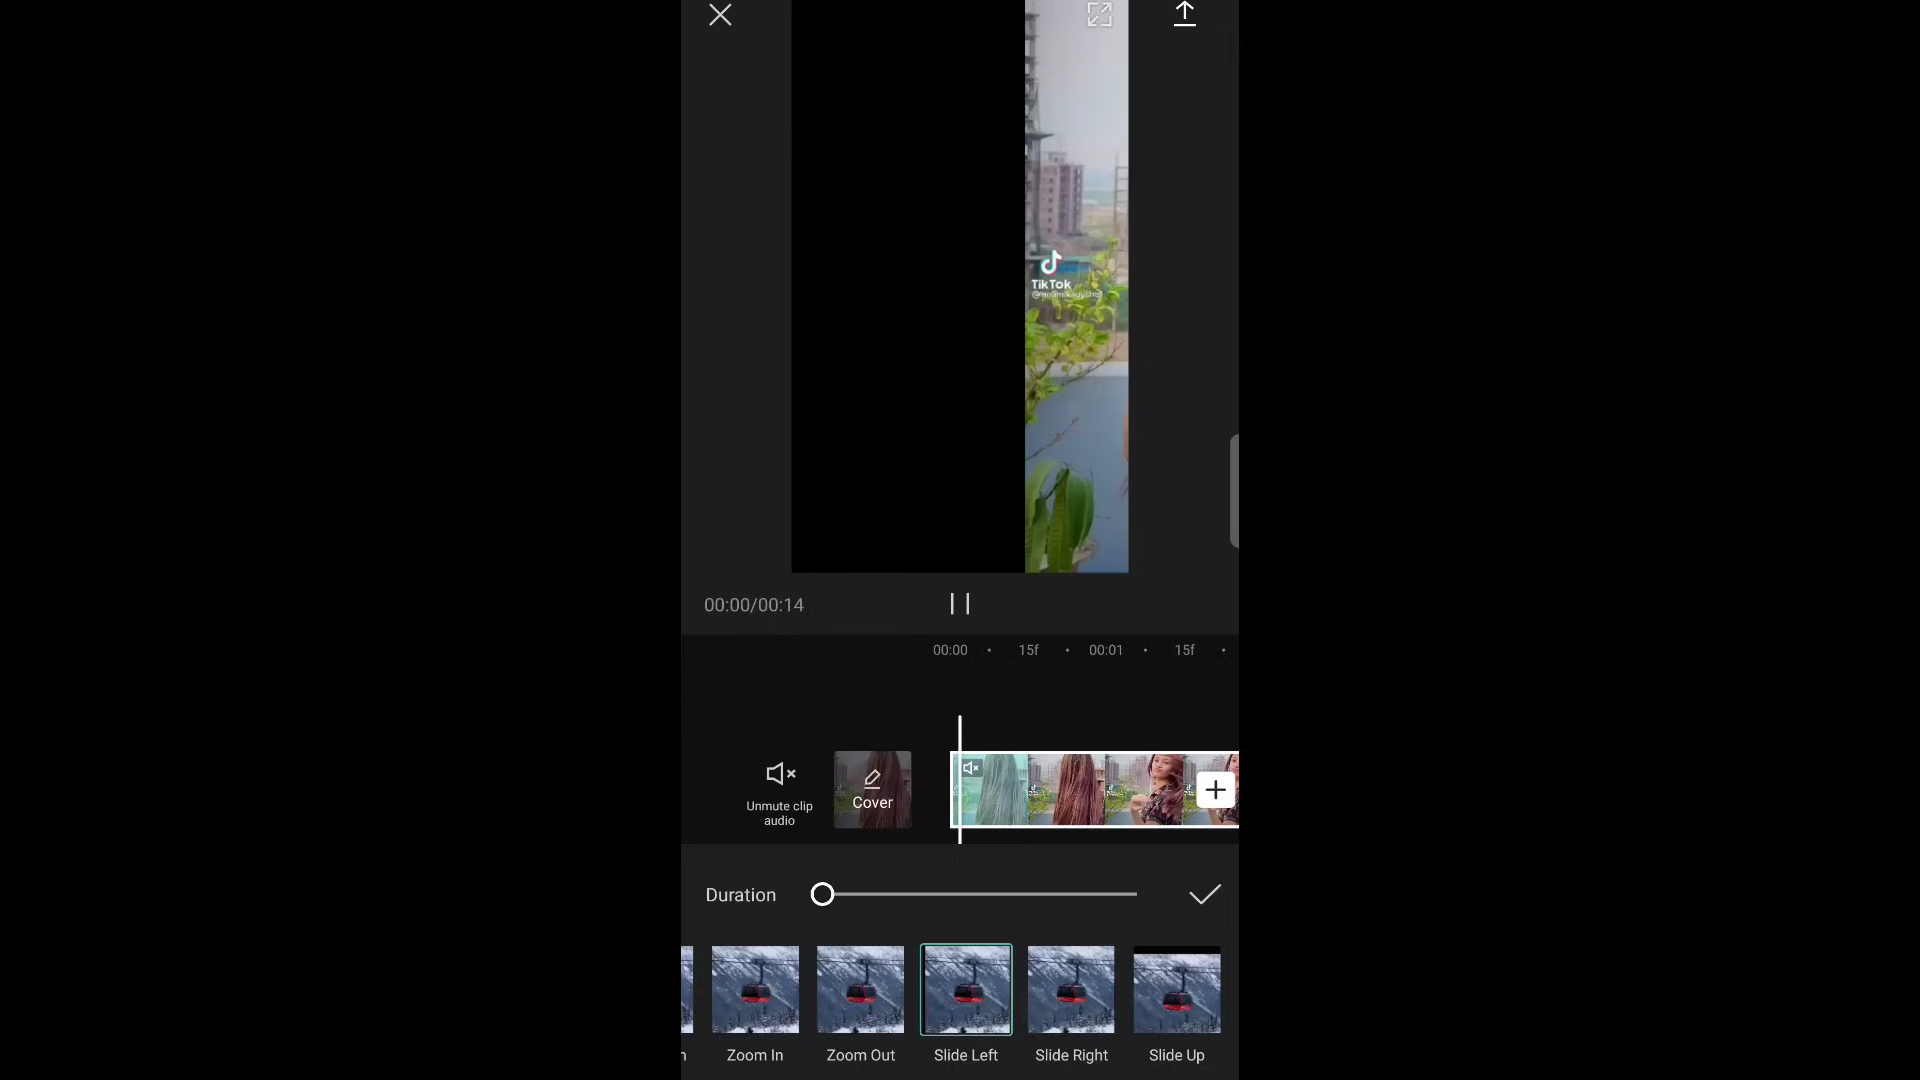 TikTok
00:00/00:14
00:00 • 15f • 00:01 • 15f •
Unmute clip
audio
Cover
Duration
Zoom In
Zoom Out
Slide Left
Slide Right
Slide Up